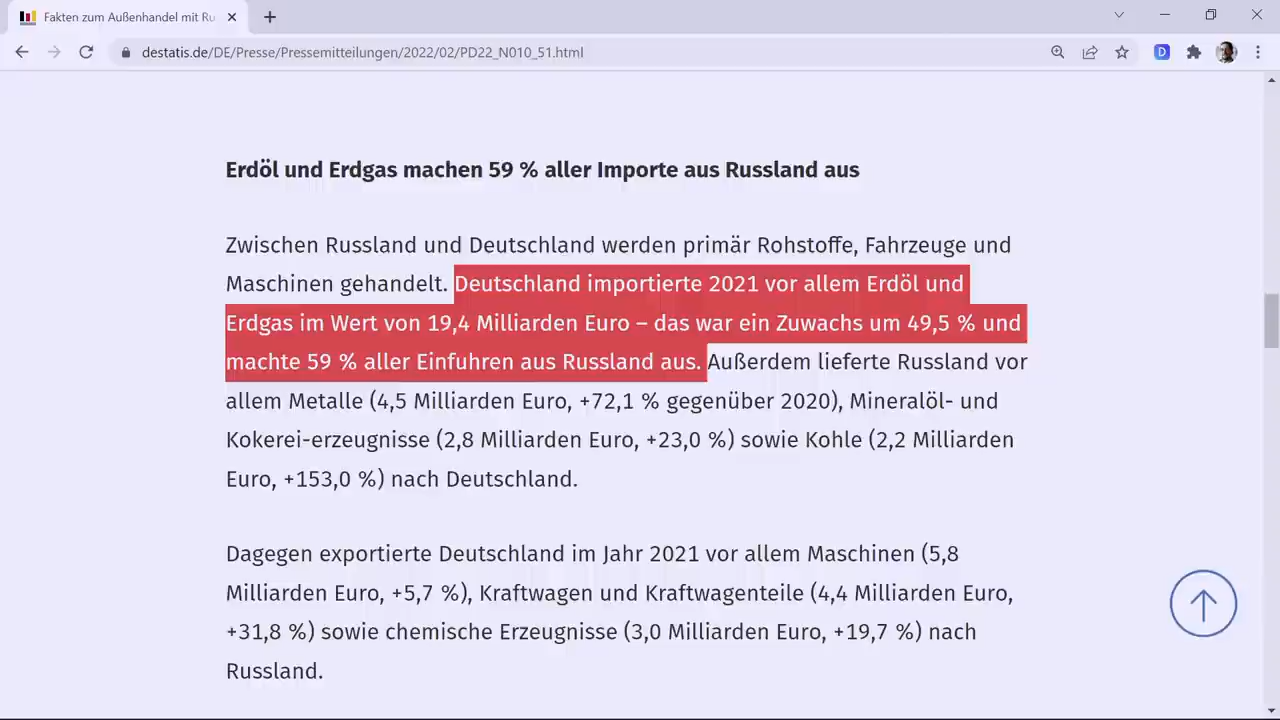 Fakten zum Außenhandel mit Ru
destatis.de/DE/Presse/Pressemitteilungen/2022/02/PD22_N010_51.html
D
Erdöl und Erdgas machen 59 % aller Importe aus Russland aus
Zwischen Russland und Deutschland werden primär Rohstoffe, Fahrzeuge und
Maschinen gehandelt. Deutschland importierte 2021 vor allem Erdöl und
Erdgas im Wert von 19,4 Milliarden Euro – das war ein Zuwachs um 49,5 % und
machte 59 % aller Einfuhren aus Russland aus. Außerdem lieferte Russland vor
allem Metalle (4,5 Milliarden Euro, +72,1 % gegenüber 2020), Mineralöl- und
Kokerei-erzeugnisse (2,8 Milliarden Euro, +23,0 %) sowie Kohle (2,2 Milliarden
Euro, +153,0 %) nach Deutschland.
Dagegen exportierte Deutschland im Jahr 2021 vor allem Maschinen (5,8
Milliarden Euro, +5,7 %), Kraftwagen und Kraftwagenteile (4,4 Milliarden Euro,
+31,8 %) sowie chemische Erzeugnisse (3,0 Milliarden Euro, +19,7 %) nach
Russland.